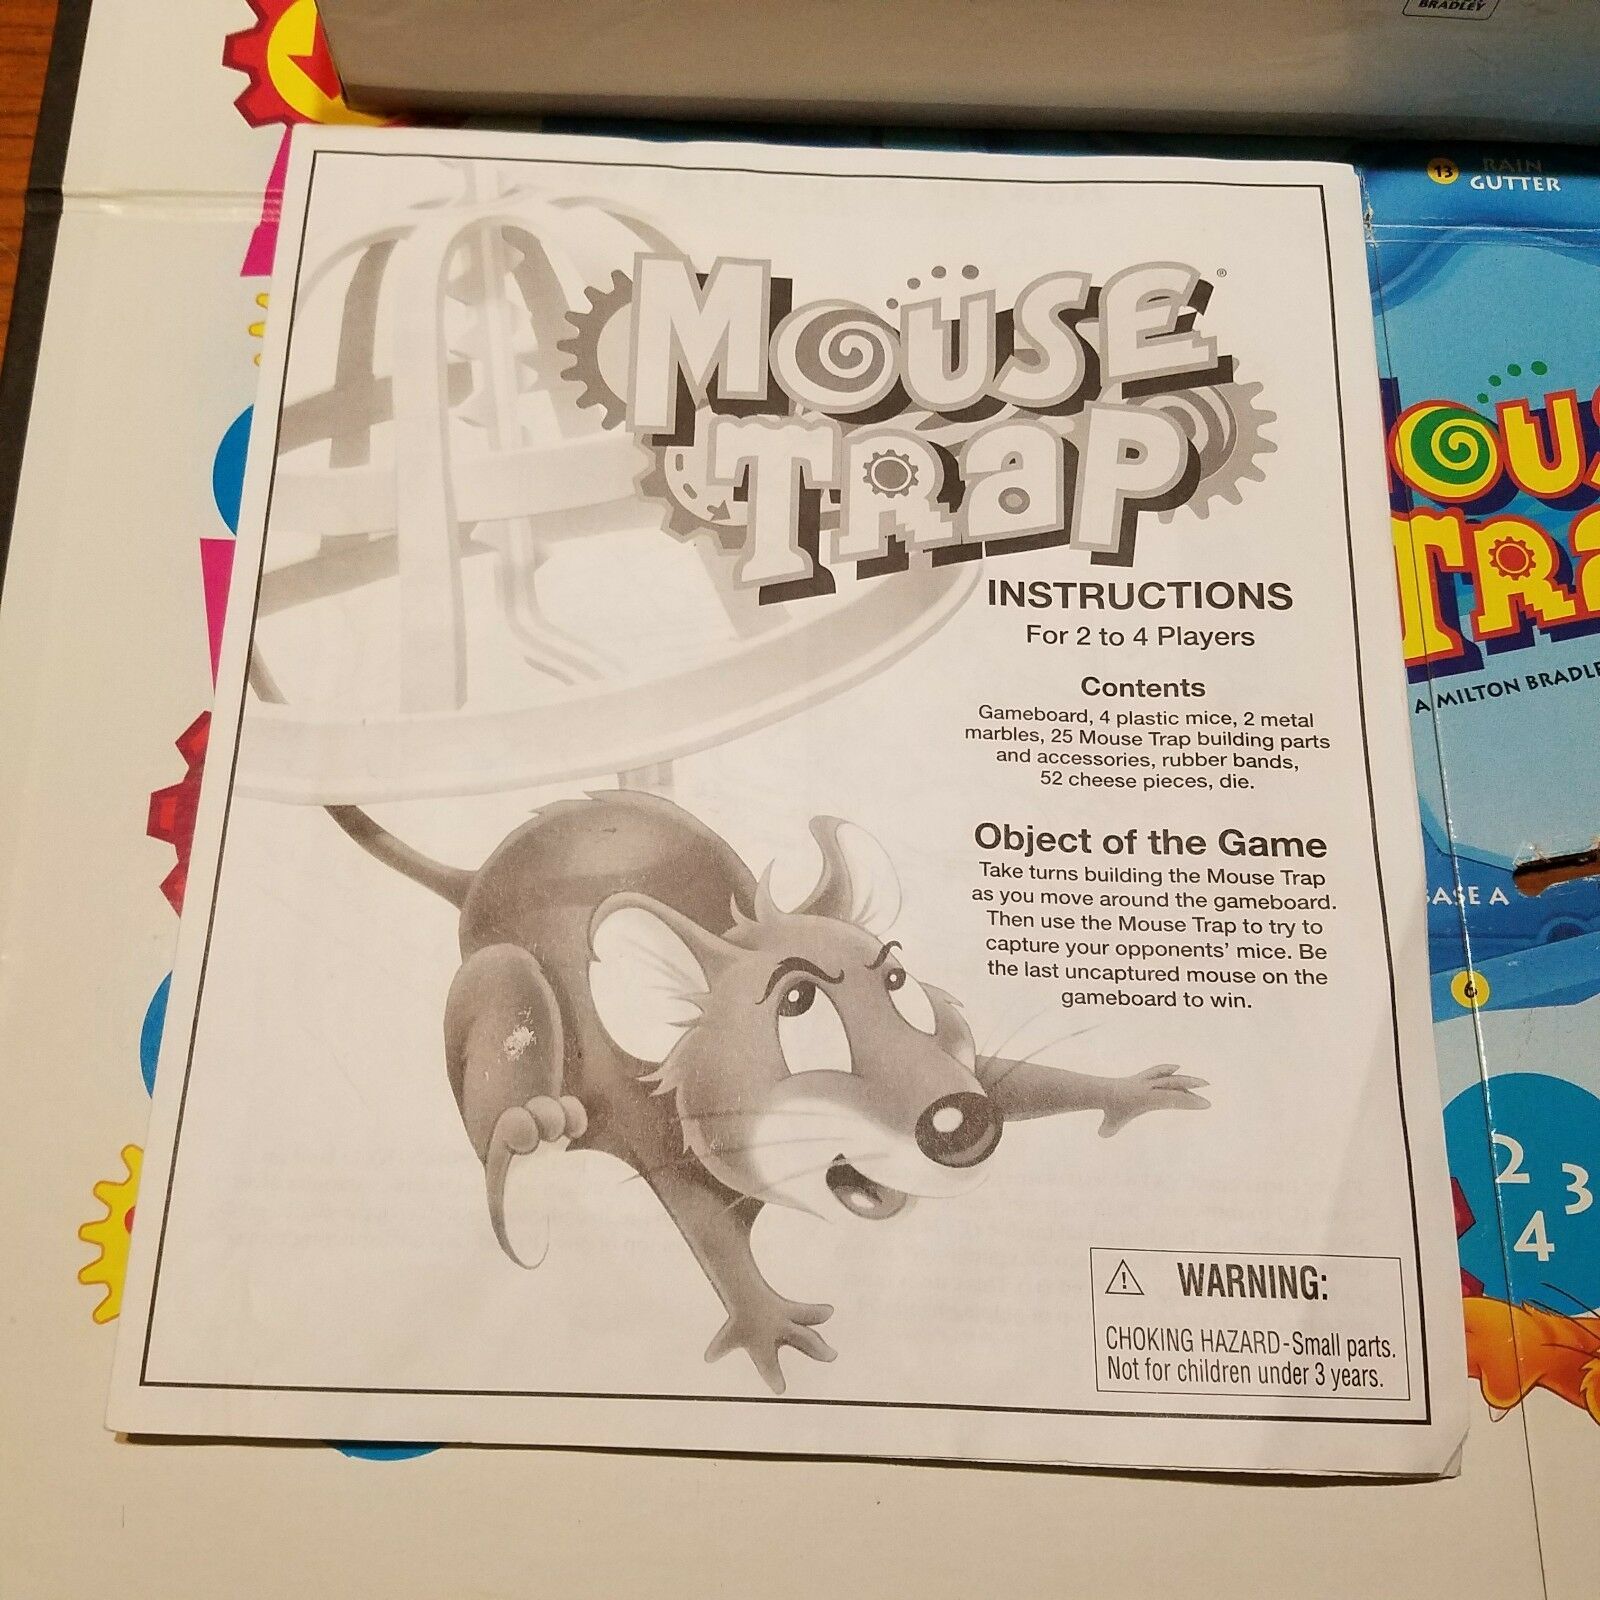 BRADLEY
13 RAIN
GUTTER
MOUSE®
TRAP
INSTRUCTIONS
For 2 to 4 Players
Contents
Gameboard, 4 plastic mice, 2 metal
marbles, 25 Mouse Trap building parts
and accessories, rubber bands,
52 cheese pieces, die.
Object of the Game
Take turns building the Mouse Trap
as you move around the gameboard.
Then use the Mouse Trap to try to
capture your opponents' mice. Be
the last uncaptured mouse on the
gameboard to win.
⚠ WARNING:
CHOKING HAZARD-Small parts.
Not for children under 3 years.
OUS
TRA
A MILTON BRADLE
BASE A
6
2
3
4